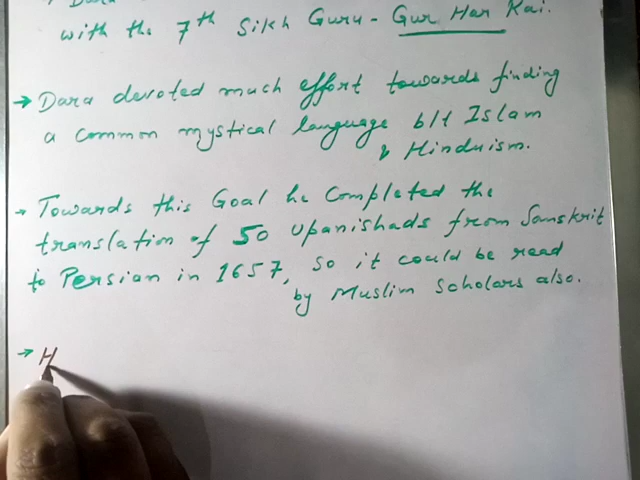 with the 7th Sikh Guru - Gur Har Rai.
→ Dara devoted much effort towards finding
a common mystical language b/t Islam
& Hinduism.
→ Towards this Goal he Completed the
translation of 50 Upanishads from Sanskrit
to Persian in 1657, so it could be read
by Muslim Scholars also.
→ H